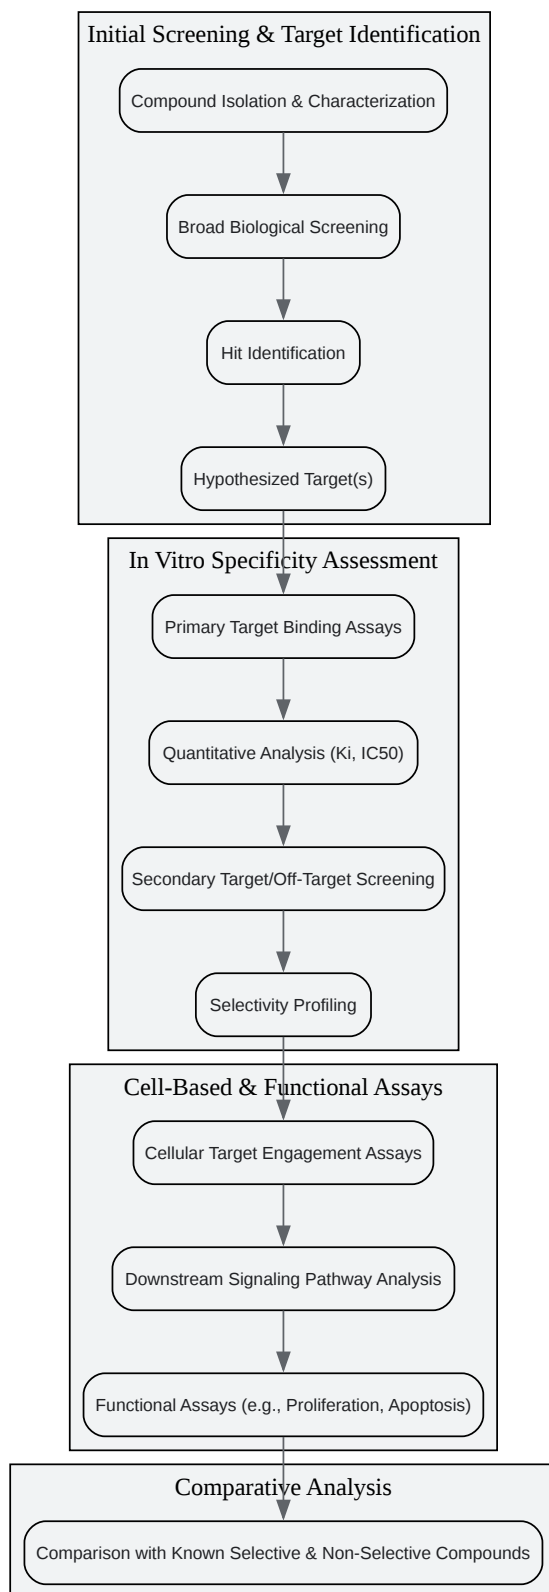 Initial Screening & Target Identification
Compound Isolation & Characterization
Broad Biological Screening
Hit Identification
Hypothesized Target(s)
In Vitro Specificity Assessment
Primary Target Binding Assays
Quantitative Analysis (Ki, IC50)
Secondary Target/Off-Target Screening
Selectivity Profiling
Cell-Based & Functional Assays
Cellular Target Engagement Assays
Downstream Signaling Pathway Analysis
Functional Assays (e.g., Proliferation, Apoptosis)
Comparative Analysis
Comparison with Known Selective & Non-Selective Compounds